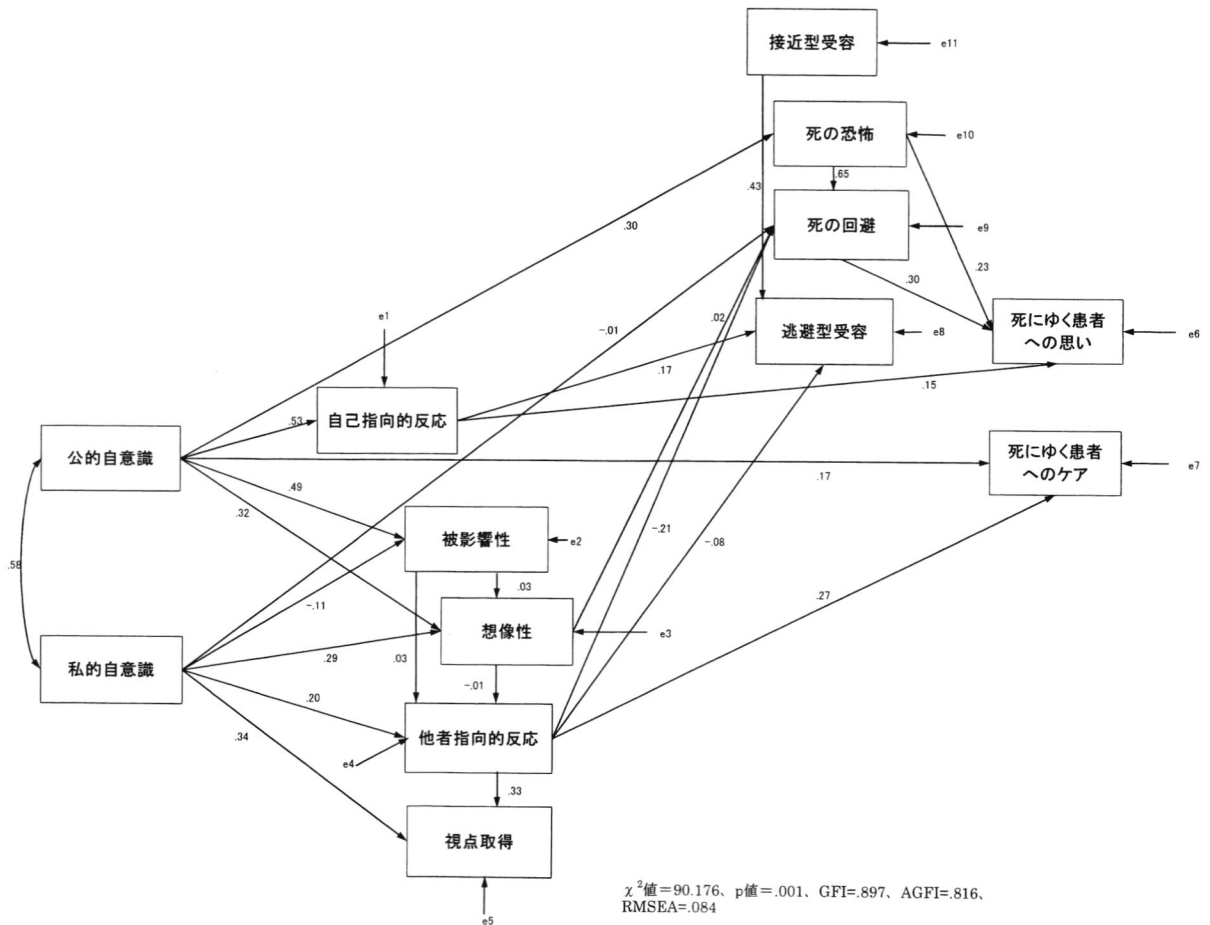 接近型受容
e11
死の恐怖
e10
.65
.43
死の回避
e9
.30
.30
.23
e1
-.01
.02
逃避型受容
e8
死にゆく患者
への思い
e6
.17
.15
自己指向的反応
.53
公的自意識
死にゆく患者
へのケア
e7
.17
.49
.32
被影響性
e2
-.21
-.08
.58
.03
-.11
.27
想像性
e3
私的自意識
.29
.03
-.01
.20
.34
他者指向的反応
e4
.33
視点取得
e5
χ²値=90.176、p値=.001、GFI=.897、AGFI=.816、
RMSEA=.084